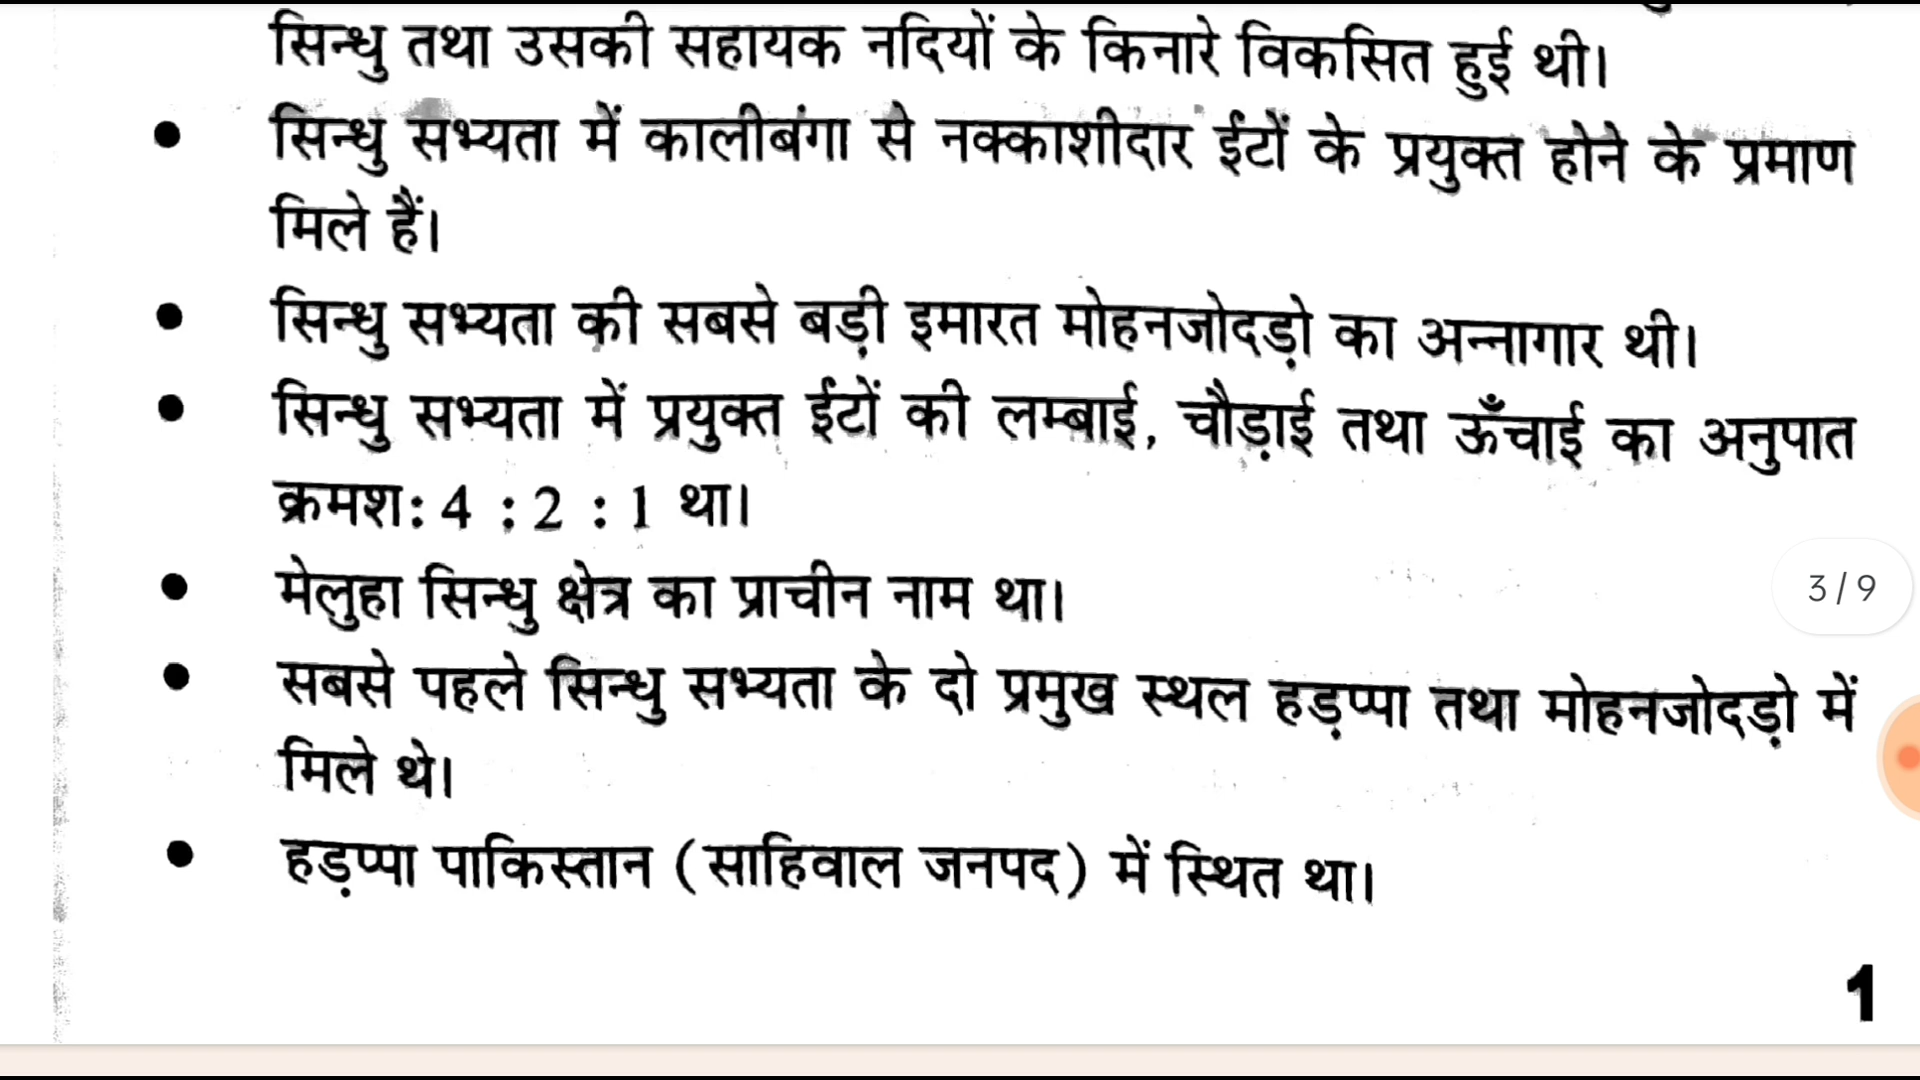 सिन्धु तथा उसकी सहायक नदियों के किनारे विकसित हुई थी।
• सिन्धु सभ्यता में कालीबंगा से नक्काशीदार ईंटों के प्रयुक्त होने के प्रमाण
मिले हैं।
• सिन्धु सभ्यता की सबसे बड़ी इमारत मोहनजोदड़ो का अन्नागार थी।
• सिन्धु सभ्यता में प्रयुक्त ईंटों की लम्बाई, चौड़ाई तथा ऊँचाई का अनुपात
क्रमश: 4 : 2 : 1 था।
• मेलुहा सिन्धु क्षेत्र का प्राचीन नाम था।
3/9
• सबसे पहले सिन्धु सभ्यता के दो प्रमुख स्थल हड़प्पा तथा मोहनजोदड़ो में
मिले थे।
• हड़प्पा पाकिस्तान (साहिवाल जनपद) में स्थित था।
1